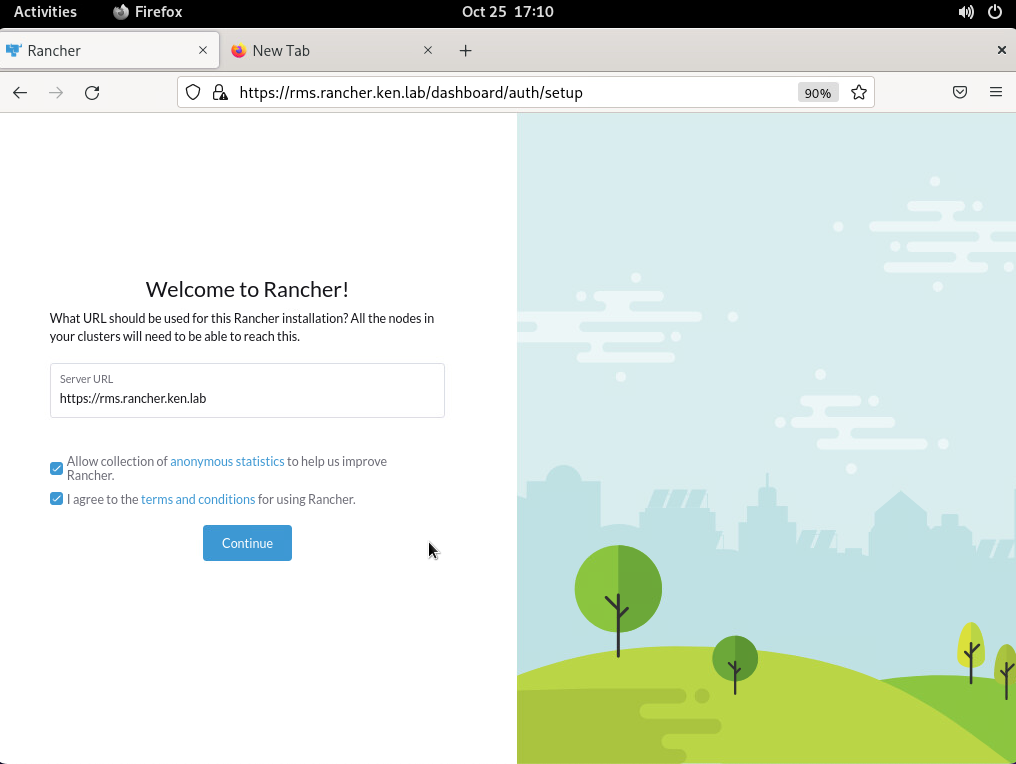 Activities Firefox Oct 25 17:10
Rancher New Tab
https://rms.rancher.ken.lab/dashboard/auth/setup 90%
Welcome to Rancher!
What URL should be used for this Rancher installation? All the nodes in
your clusters will need to be able to reach this.
Server URL
https://rms.rancher.ken.lab
Allow collection of anonymous statistics to help us improve
Rancher.
I agree to the terms and conditions for using Rancher.
Continue